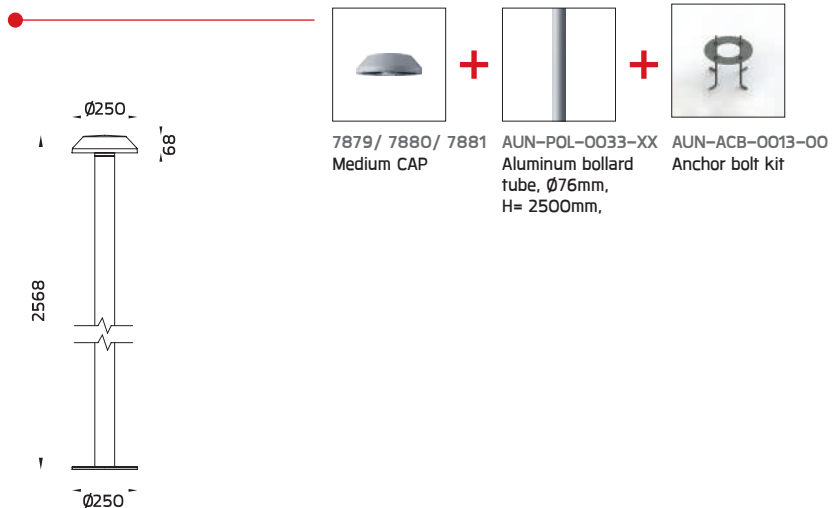 Ø250
68
2568
Ø250
7879/ 7880/ 7881
Medium CAP
AUN-POL-0033-XX
Aluminum bollard
tube, Ø76mm,
H= 2500mm,
AUN-ACB-0013-00
Anchor bolt kit